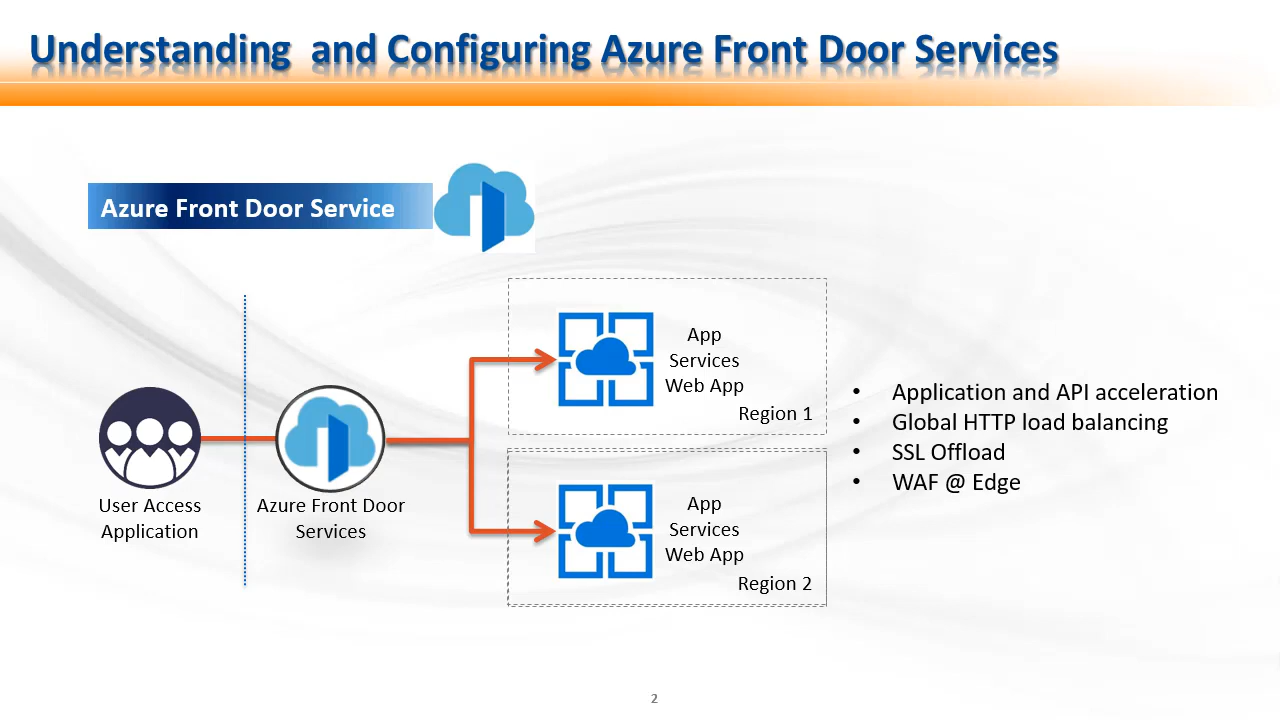 Understanding and Configuring Azure Front Door Services
Azure Front Door Service
User Access
Application
Azure Front Door
Services
App
Services
Web App
Region 1
App
Services
Web App
Region 2
• Application and API acceleration
• Global HTTP load balancing
• SSL Offload
• WAF @ Edge
2